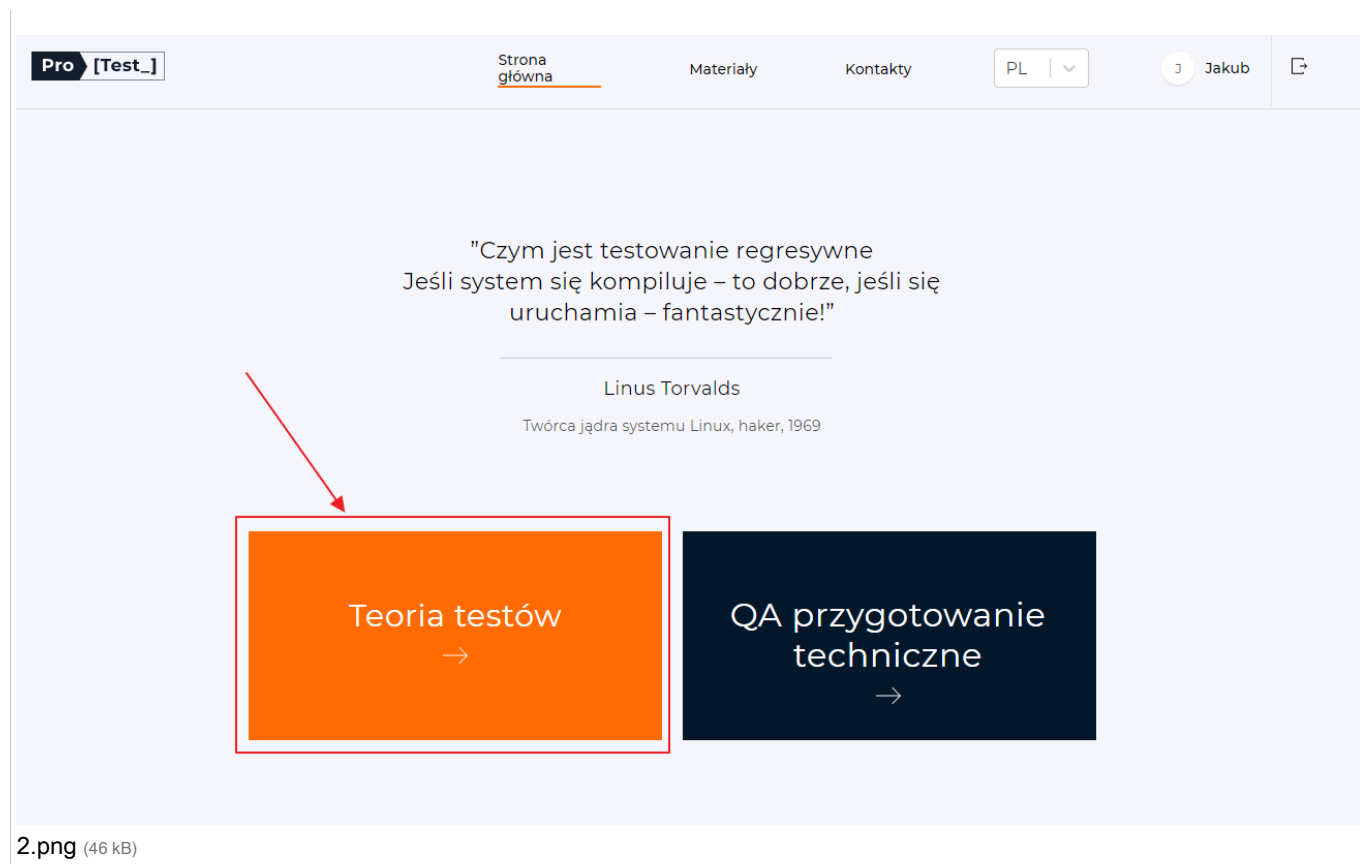 Pro [Test_]
Strona
główna
Materiały
Kontakty
PL
J
Jakub
”Czym jest testowanie regresywne
Jeśli system się kompiluje – to dobrze, jeśli się
uruchamia – fantastycznie!”
Linus Torvalds
Twórca jądra systemu Linux, haker, 1969
Teoria testów
→
QA przygotowanie
techniczne
→
2.png (46 kB)